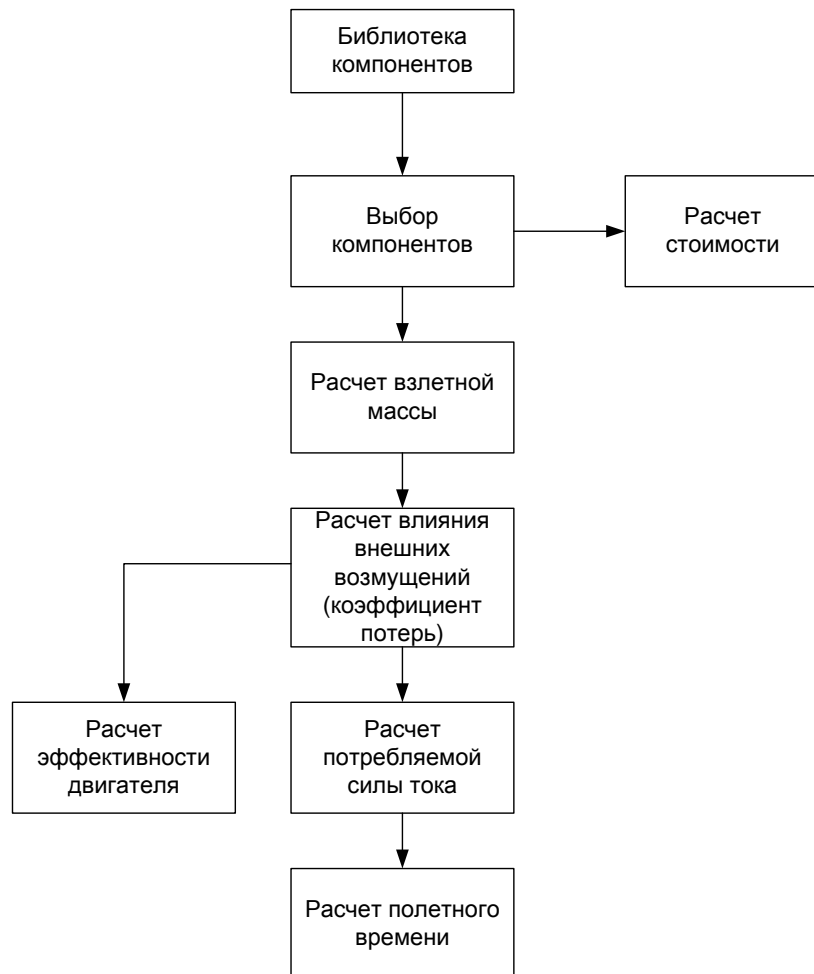 Библиотека
компонентов
Выбор
компонентов
Расчет
стоимости
Расчет взлетной
массы
Расчет влияния
внешних
возмущений
(коэффициент
потерь)
Расчет
эффективности
двигателя
Расчет
потребляемой
силы тока
Расчет полетного
времени